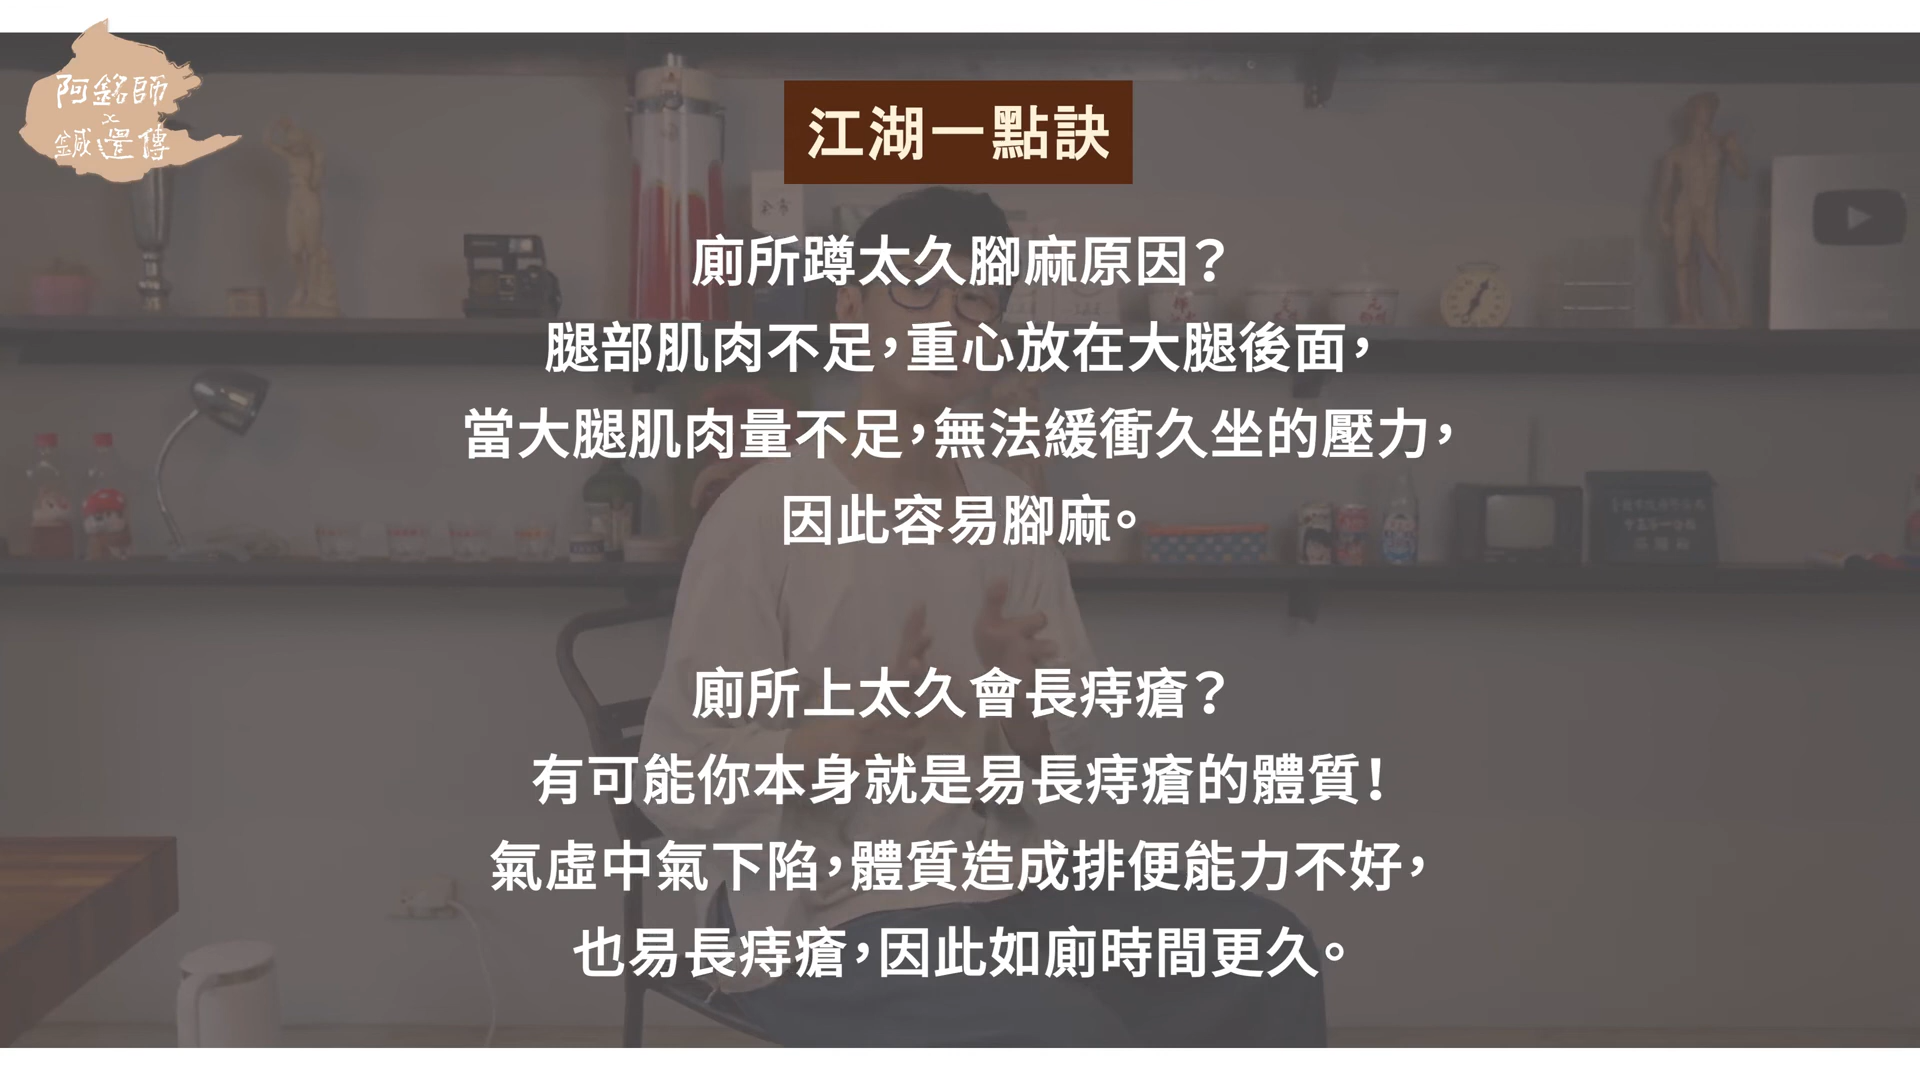 阿銘師
x
鍼還傳
江湖一點訣
廁所蹲太久腳麻原因?
腿部肌肉不足,重心放在大腿後面,
當大腿肌肉量不足,無法緩衝久坐的壓力,
因此容易腳麻。
廁所上太久會長痔瘡?
有可能你本身就是易長痔瘡的體質!
氣虛中氣下陷,體質造成排便能力不好,
也易長痔瘡,因此如廁時間更久。